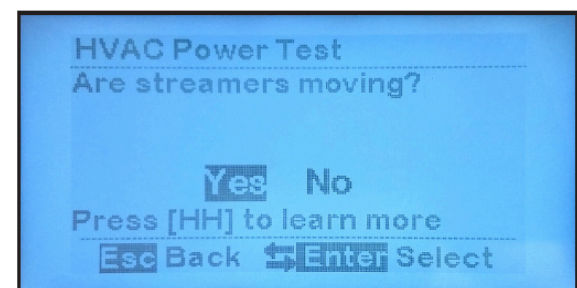 HVAC Power Test
Are streamers moving?
Yes No
Press [HH] to learn more
Esc Back ⇆ Enter Select